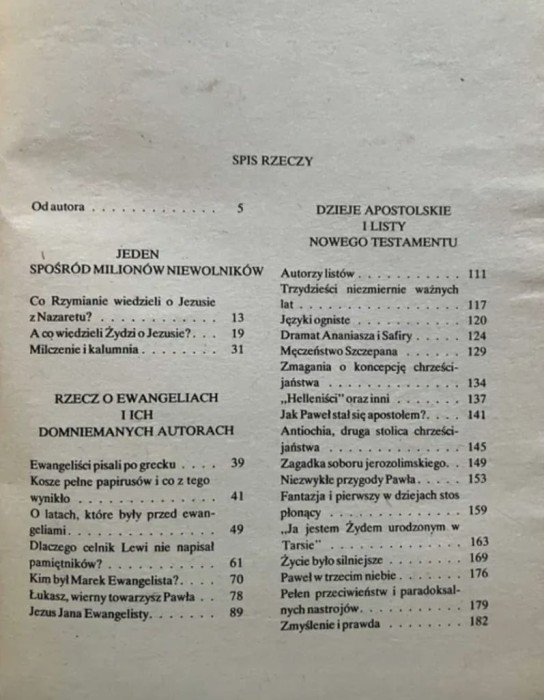 SPIS RZECZY
Od autora . . . . . . . . . . . . . 5
JEDEN
SPOŚRÓD MILIONÓW NIEWOLNIKÓW
Co Rzymianie wiedzieli o Jezusie
z Nazaretu? . . . . . . . . . . . . 13
A co wiedzieli Żydzi o Jezusie? . . . 19
Milczenie i kalumnia . . . . . . . . 31
RZECZ O EWANGELIACH
I ICH
DOMNIEMANYCH AUTORACH
Ewangeliści pisali po grecku . . . . 39
Kosze pełne papirusów i co z tego
wynikło . . . . . . . . . . . . . . 41
O latach, które były przed ewan-
geliami . . . . . . . . . . . . . . . 49
Dlaczego celnik Lewi nie napisał
pamiętników? . . . . . . . . . . . 61
Kim był Marek Ewangelista? . . . . 70
Łukasz, wierny towarzysz Pawła . . 78
Jezus Jana Ewangelisty . . . . . . . 89
DZIEJE APOSTOLSKIE
I LISTY
NOWEGO TESTAMENTU
Autorzy listów . . . . . . . . . . . 111
Trzydzieści niezmiernie ważnych
lat . . . . . . . . . . . . . . . . . 117
Języki ogniste . . . . . . . . . . . 120
Dramat Ananiasza i Safiry . . . . . 124
Męczeństwo Szczepana . . . . . . 129
Zmagania o koncepcję chrześci-
jaństwa . . . . . . . . . . . . . . 134
„Helleniści" oraz inni . . . . . . . 137
Jak Paweł stał się apostołem? . . . . 141
Antiochia, druga stolica chrześci-
jaństwa . . . . . . . . . . . . . . 145
Zagadka soboru jerozolimskiego . . 149
Niezwykłe przygody Pawła . . . . . 153
Fantazja i pierwszy w dziejach stos
płonący . . . . . . . . . . . . . . 159
„Ja jestem Żydem urodzonym w
Tarsie" . . . . . . . . . . . . . . 163
Życie było silniejsze . . . . . . . . 169
Paweł w trzecim niebie . . . . . . . 176
Pełen przeciwieństw i paradoksal-
nych nastrojów . . . . . . . . . . . 179
Zmyślenie i prawda . . . . . . . . 182